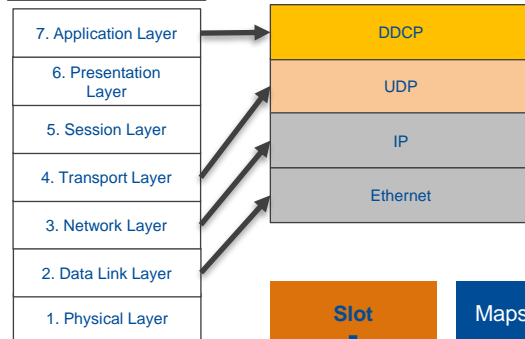 7. Application Layer
6. Presentation
Layer
5. Session Layer
4. Transport Layer
3. Network Layer
2. Data Link Layer
1. Physical Layer
DDCP
UDP
IP
Ethernet
Slot
Maps